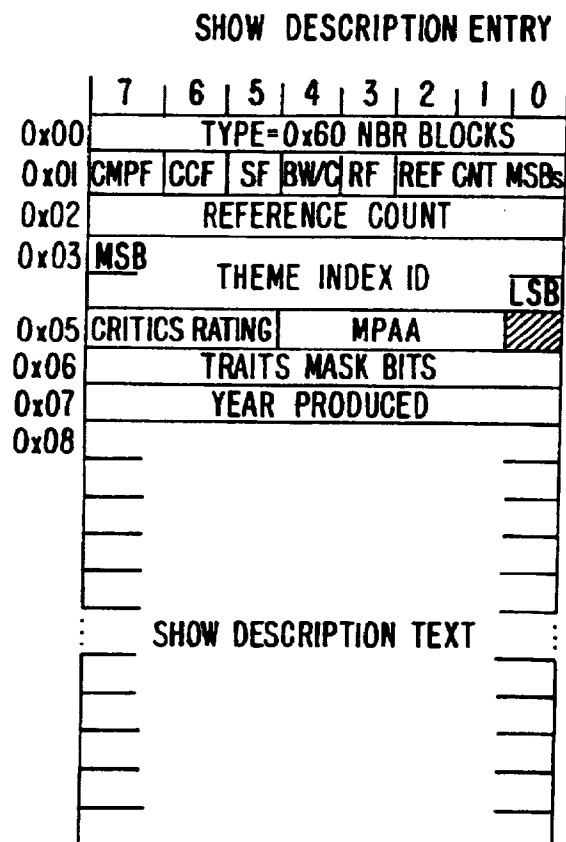 SHOW DESCRIPTION ENTRY
7 6 5 4 3 2 1 0
0x00 TYPE=0x60 NBR BLOCKS
0x01 CMPF CCF SF BW/C RF REF CNT MSBs
0x02 REFERENCE COUNT
0x03 MSB
THEME INDEX ID
LSB
0x05 CRITICS RATING MPAA
0x06 TRAITS MASK BITS
0x07 YEAR PRODUCED
0x08
SHOW DESCRIPTION TEXT